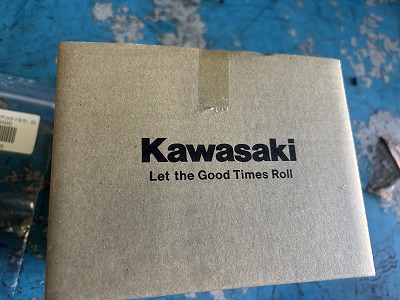 Kawasaki
Let the Good Times Roll